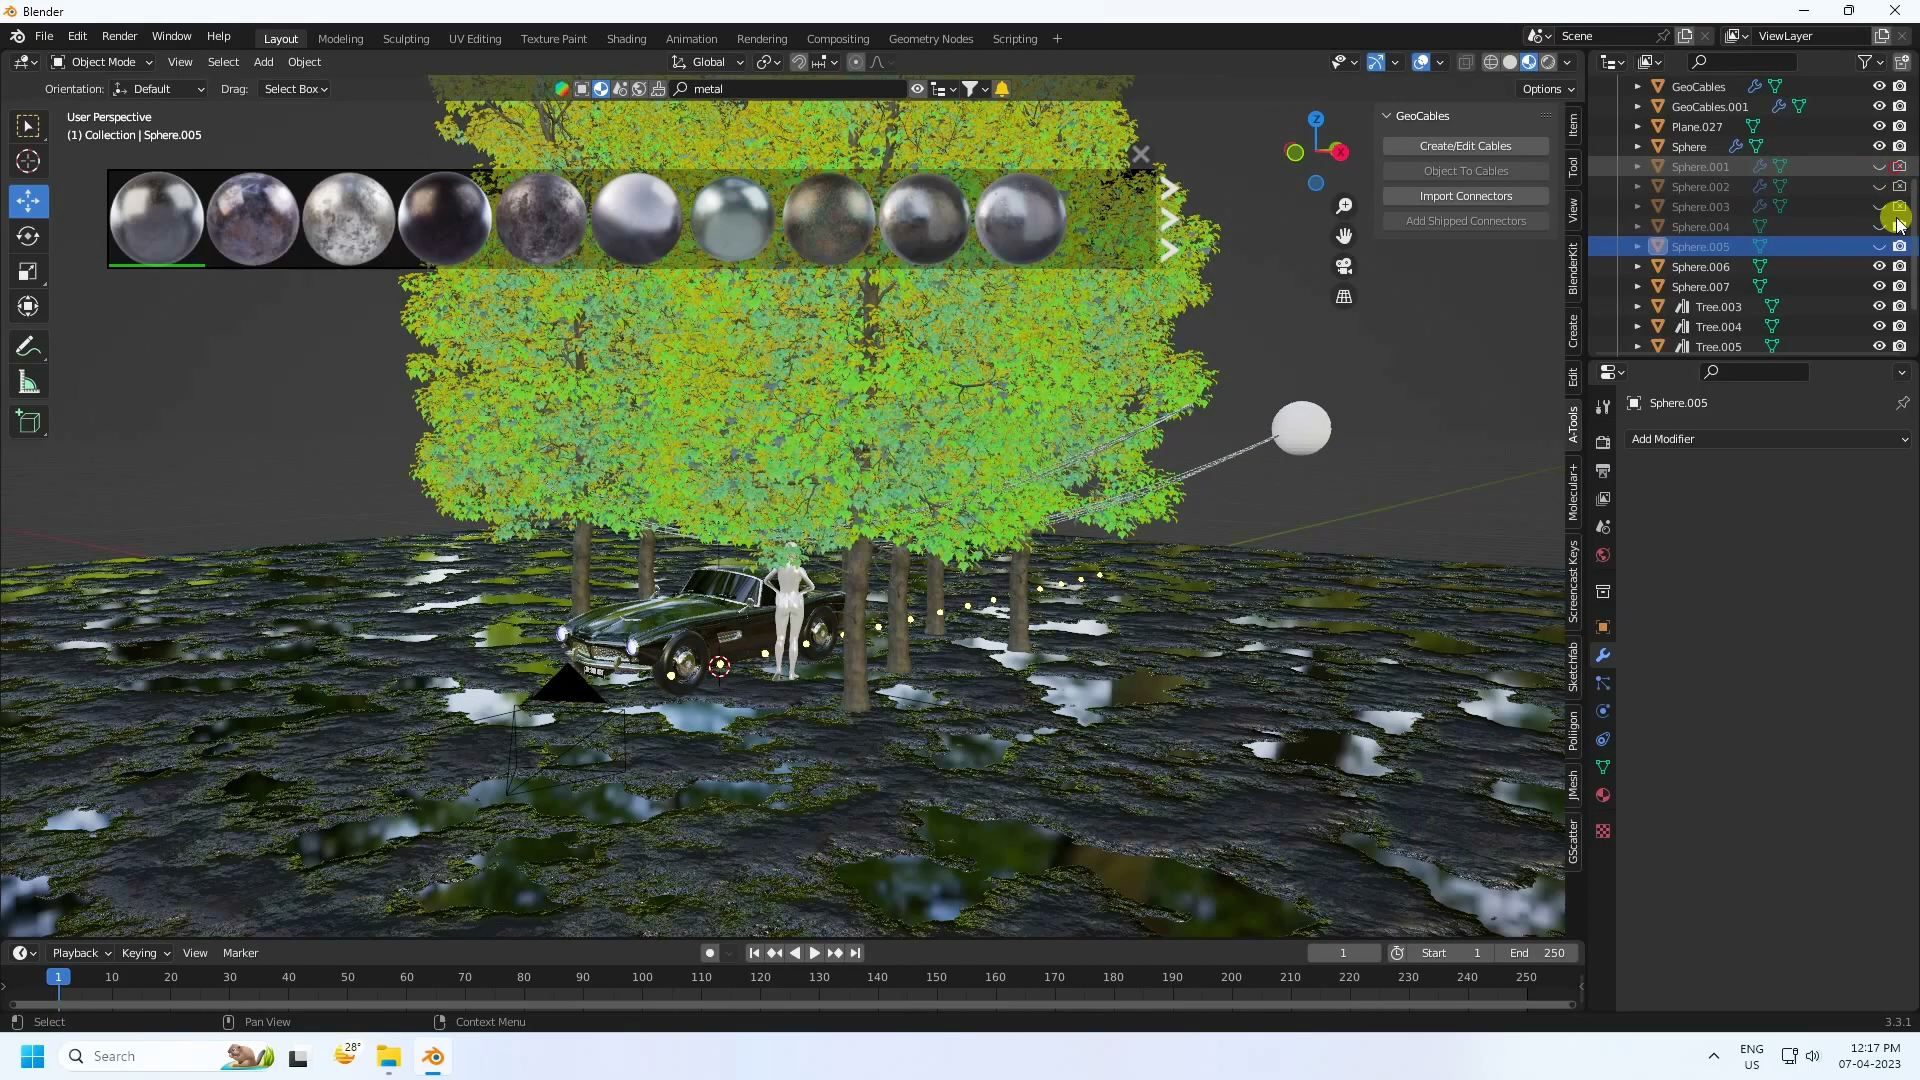 Blender
File Edit Render Window Help
Layout Modeling Sculpting UV Editing Texture Paint Shading Animation Rendering Compositing Geometry Nodes Scripting +
Scene
ViewLayer
Object Mode View Select Add Object
Global
Orientation: Default Drag: Select Box
metal
Options
User Perspective
(1) Collection | Sphere.005
Z
X
GeoCables
Create/Edit Cables
Object To Cables
Import Connectors
Add Shipped Connectors
Item
Tool
View
BlenderKit
Create
Edit
A-Tools
Molecular+
Screencast Keys
Sketchfab
Poliigon
JMesh
GScatter
GeoCables
GeoCables.001
Plane.027
Sphere
Sphere.001
Sphere.002
Sphere.003
Sphere.004
Sphere.005
Sphere.006
Sphere.007
Tree.003
Tree.004
Tree.005
Sphere.005
Add Modifier
Playback Keying View Marker
1 Start 1 End 250
1 10 20 30 40 50 60 70 80 90 100 110 120 130 140 150 160 170 180 190 200 210 220 230 240 250
Select Pan View Context Menu
3.3.1
Search
28°
ENG
US
12:17 PM
07-04-2023